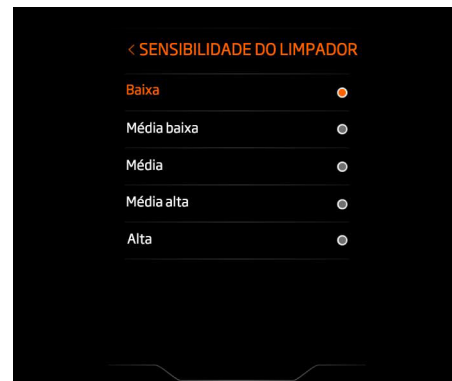 < SENSIBILIDADE DO LIMPADOR
Baixa
Média baixa
Média
Média alta
Alta